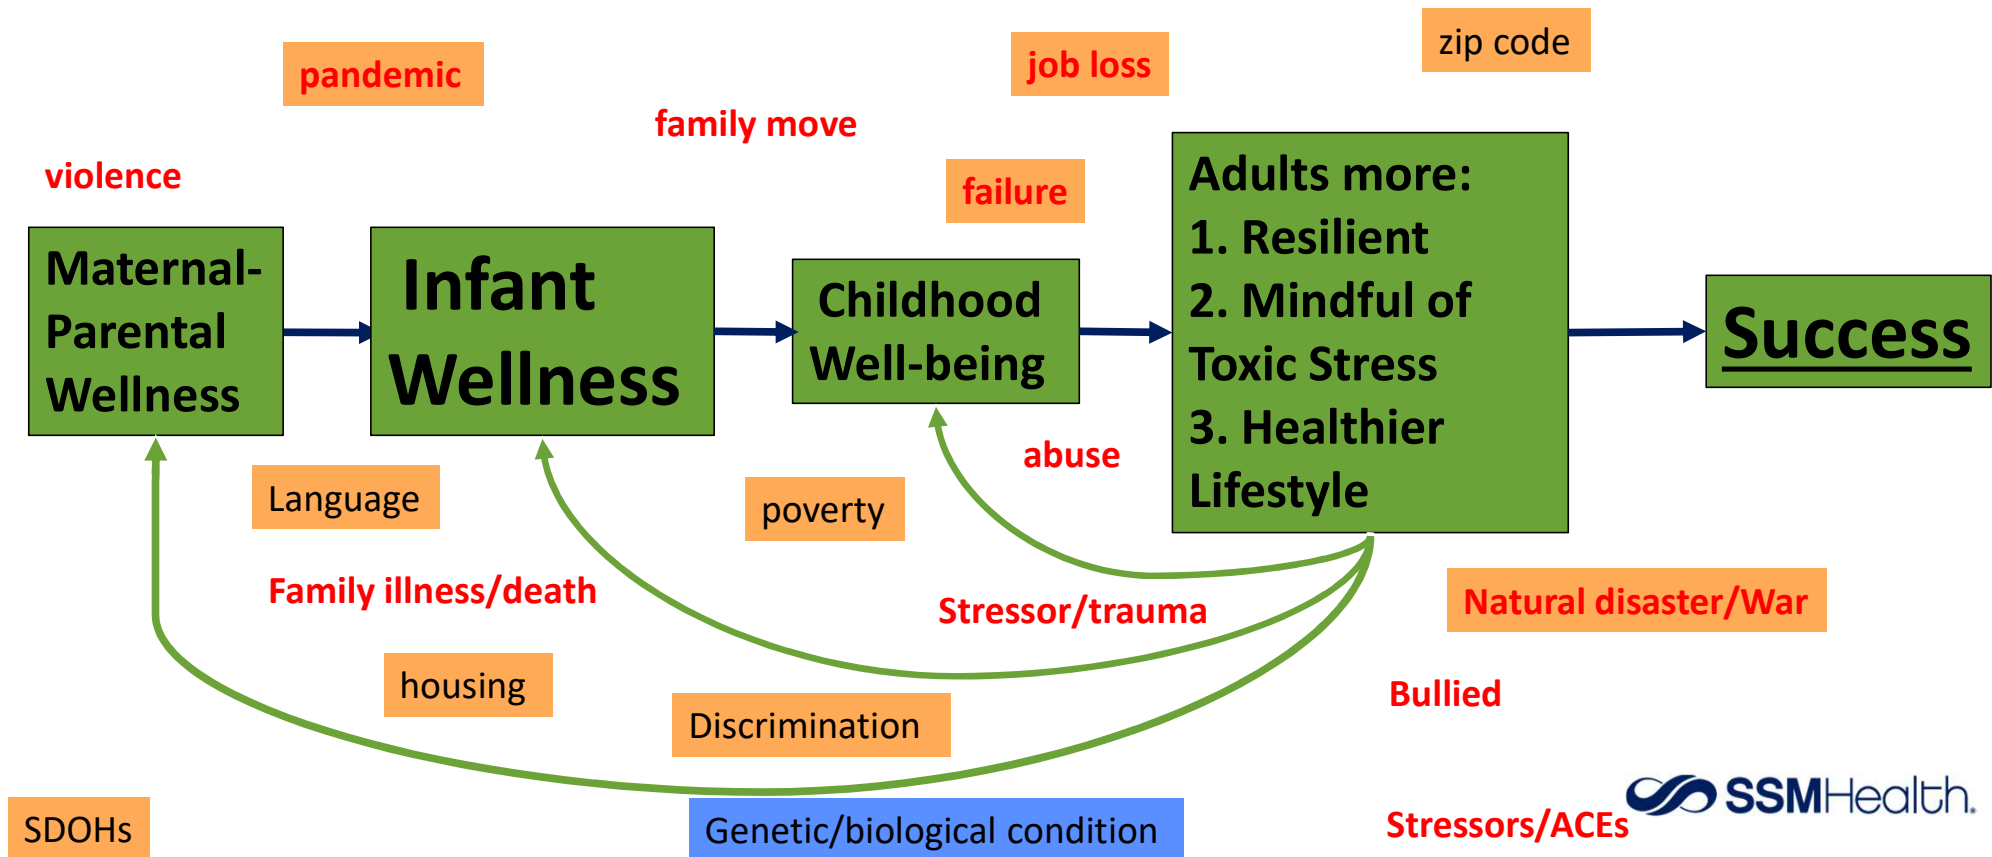 zip code
pandemic
job loss
family move
violence
failure
Maternal-
Parental
Wellness
Infant
Wellness
Childhood
Well-being
Adults more:
1. Resilient
2. Mindful of
Toxic Stress
3. Healthier
Lifestyle
Success
abuse
Language
poverty
Family illness/death
Stressor/trauma
Natural disaster/War
housing
Bullied
Discrimination
SDOHs
Genetic/biological condition
Stressors/ACEs
SSMHealth.